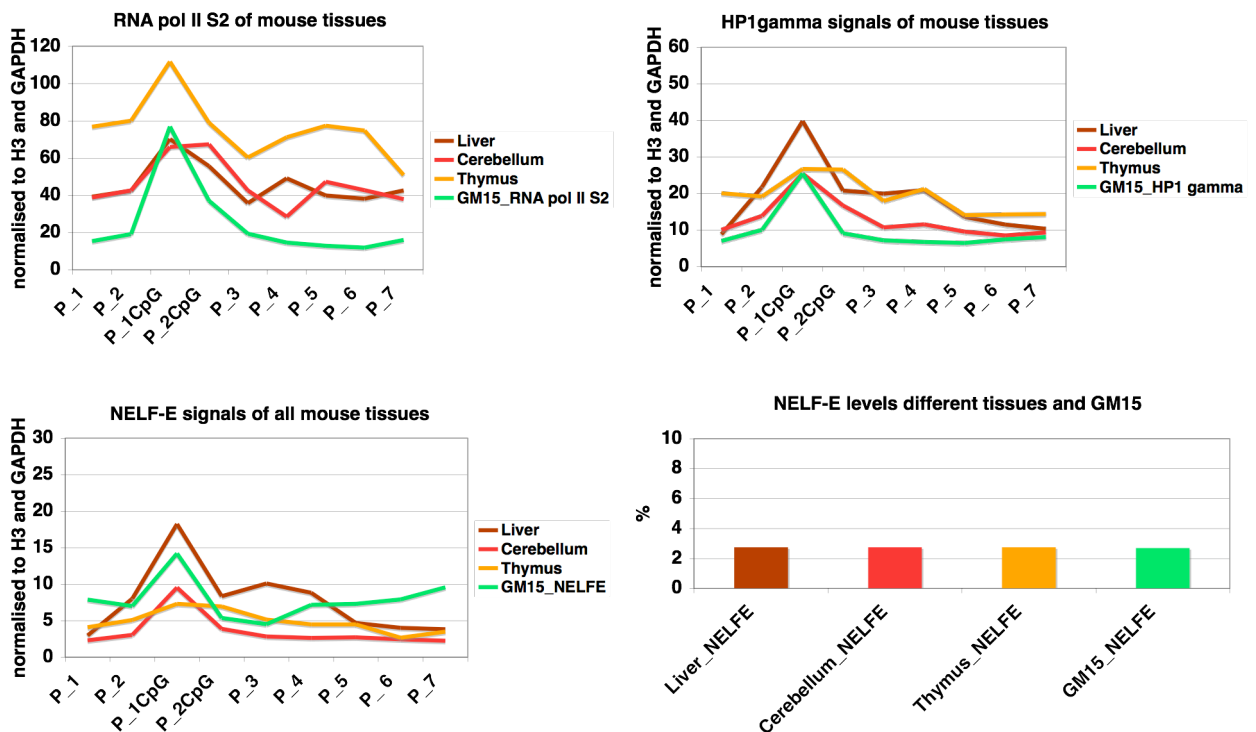 RNA pol II S2 of mouse tissues
normalised to H3 and GAPDH
120
100
80
60
40
20
0
P_1
P_2
P_1CpG
P_2CpG
P_3
P_4
P_5
P_6
P_7
Liver
Cerebellum
Thymus
GM15_RNA pol II S2
HP1gamma signals of mouse tissues
normalised to H3 and GAPDH
60
50
40
30
20
10
0
P_1
P_2
P_1CpG
P_2CpG
P_3
P_4
P_5
P_6
P_7
Liver
Cerebellum
Thymus
GM15_HP1 gamma
NELF-E signals of all mouse tissues
normalised to H3 and GAPDH
30
25
20
15
10
5
0
P_1
P_2
P_1CpG
P_2CpG
P_3
P_4
P_5
P_6
P_7
Liver
Cerebellum
Thymus
GM15_NELFE
NELF-E levels different tissues and GM15
%
10
8
6
4
2
0
Liver_NELFE
Cerebellum_NELFE
Thymus_NELFE
GM15_NELFE